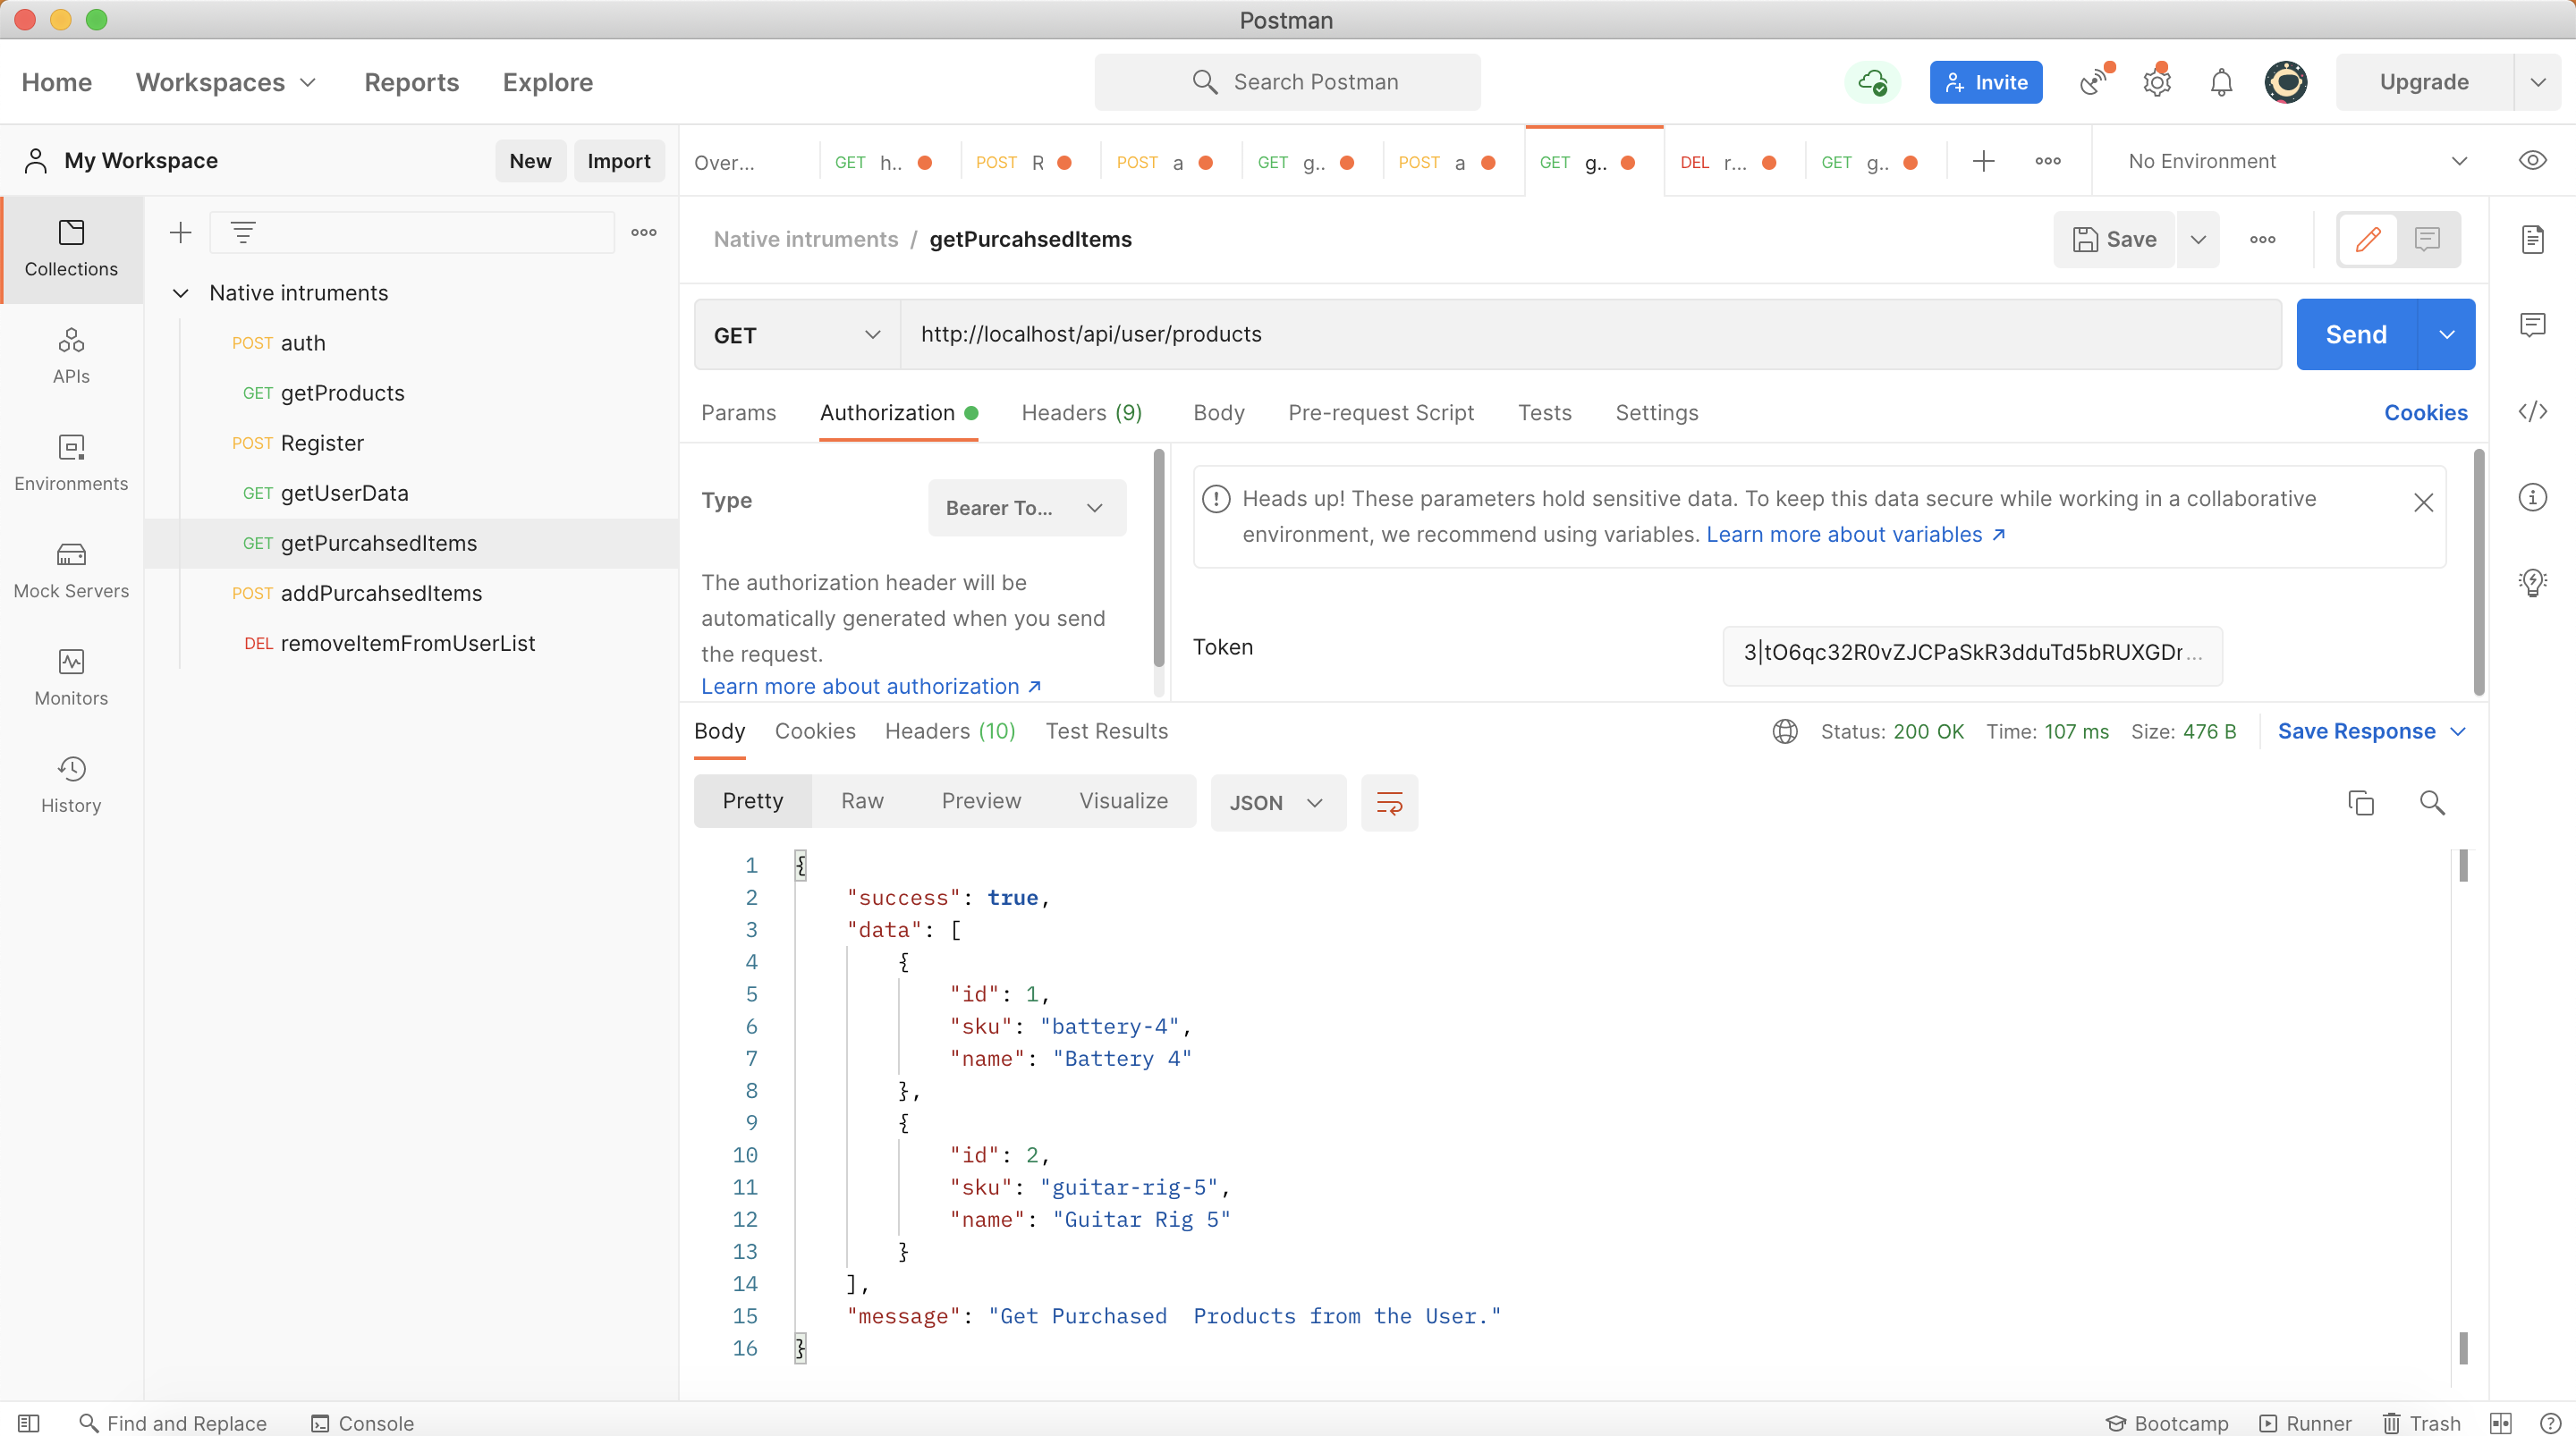 Postman
Home Workspaces Reports Explore Search Postman Invite Upgrade
My Workspace New Import Over... GET h.. POST R POST a GET g.. POST a GET g.. DEL r... GET g.. No Environment
Collections
APIs
Environments
Mock Servers
Monitors
History
Native intruments
POST auth
GET getProducts
POST Register
GET getUserData
GET getPurcahsedItems
POST addPurcahsedItems
DEL removeItemFromUserList
Native intruments / getPurcahsedItems Save
GET http://localhost/api/user/products Send
Params Authorization Headers (9) Body Pre-request Script Tests Settings Cookies
Type Bearer To...
The authorization header will be
automatically generated when you send
the request.
Learn more about authorization ↗
Heads up! These parameters hold sensitive data. To keep this data secure while working in a collaborative
environment, we recommend using variables. Learn more about variables ↗
Token 3|tO6qc32R0vZJCPaSkR3dduTd5bRUXGDr...
Body Cookies Headers (10) Test Results Status: 200 OK Time: 107 ms Size: 476 B Save Response
Pretty Raw Preview Visualize JSON
1 {
2 "success": true,
3 "data": [
4 {
5 "id": 1,
6 "sku": "battery-4",
7 "name": "Battery 4"
8 },
9 {
10 "id": 2,
11 "sku": "guitar-rig-5",
12 "name": "Guitar Rig 5"
13 }
14 ],
15 "message": "Get Purchased  Products from the User."
16 }
Find and Replace Console Bootcamp Runner Trash